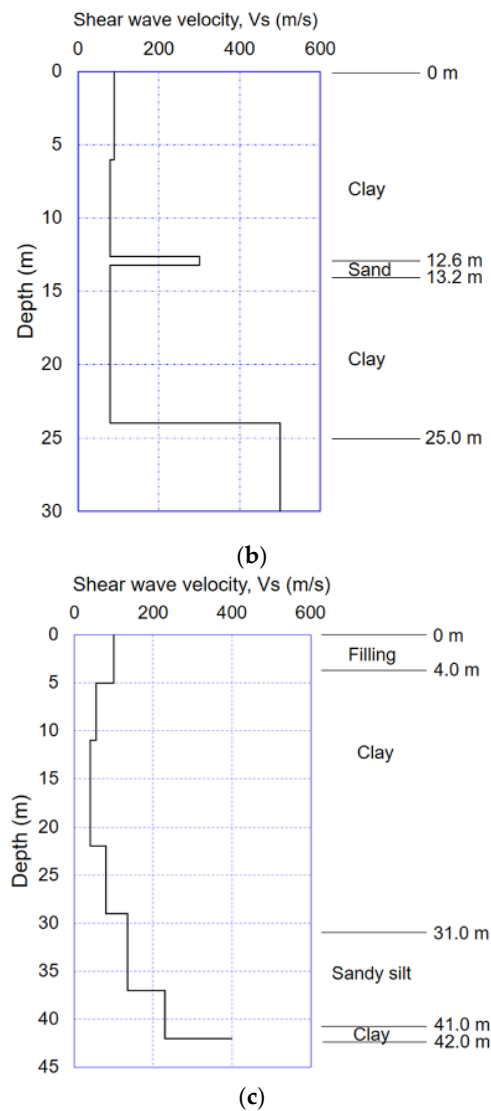 Shear wave velocity, Vs (m/s)
0 200 400 600
0
5
10
15
20
25
30
Depth (m)
0 m
Clay
12.6 m
Sand
13.2 m
Clay
25.0 m
(b)
Shear wave velocity, Vs (m/s)
0 200 400 600
0
5
10
15
20
25
30
35
40
45
Depth (m)
0 m
Filling
4.0 m
Clay
31.0 m
Sandy silt
41.0 m
Clay
42.0 m
(c)